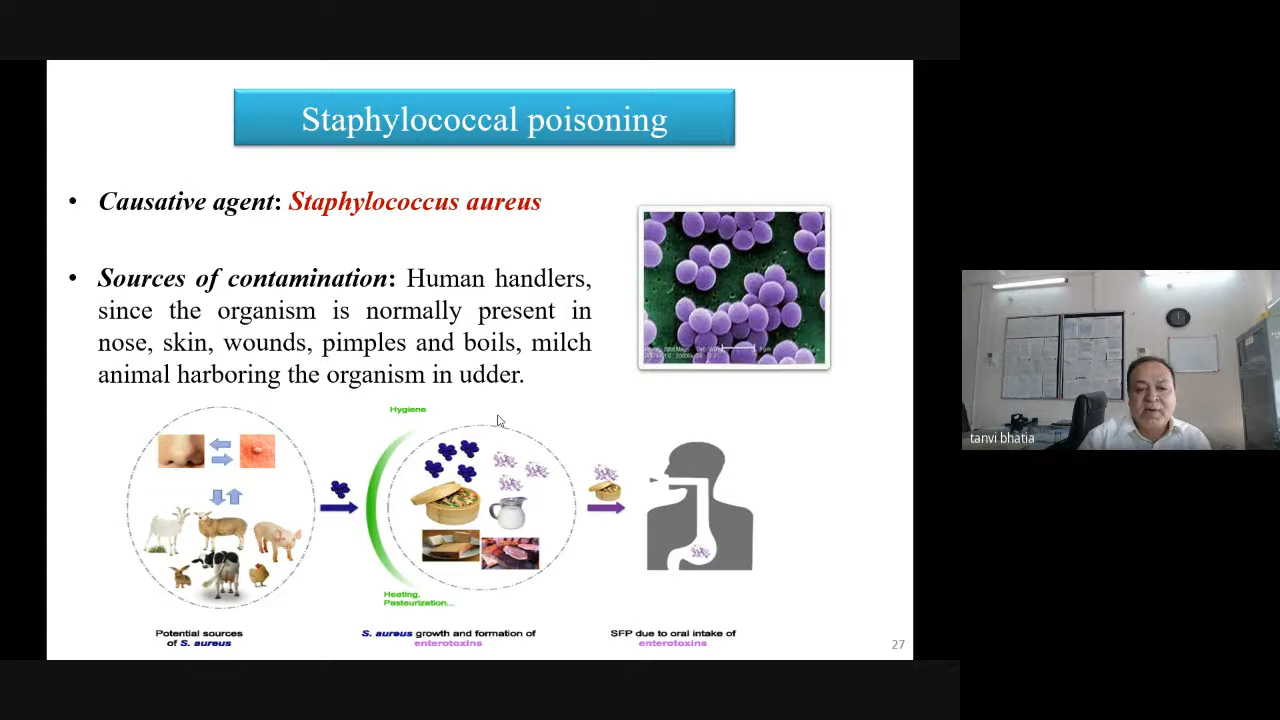 Staphylococcal poisoning
• Causative agent: Staphylococcus aureus
• Sources of contamination: Human handlers,
since the organism is normally present in
nose, skin, wounds, pimples and boils, milch
animal harboring the organism in udder.
Hygiene
Heating,
Pasteurization...
Potential sources
of S. aureus
S. aureus growth and formation of
enterotoxins
SFP due to oral intake of
enterotoxins
27
tanvi bhatia